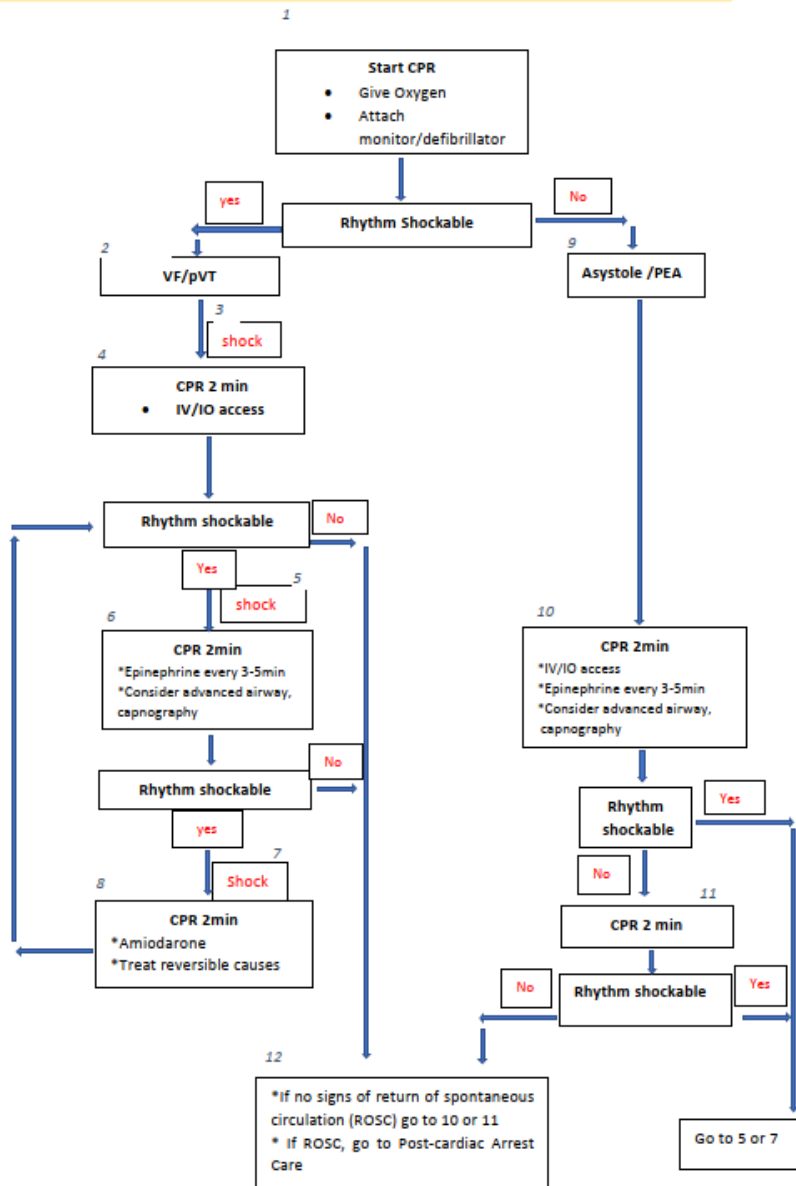 1
Start CPR
• Give Oxygen
• Attach
monitor/defibrillator
yes
No
Rhythm Shockable
2
VF/pVT
9
Asystole /PEA
3
shock
4
CPR 2 min
• IV/IO access
Rhythm shockable
No
Yes
5
shock
6
CPR 2min
*Epinephrine every 3-5min
*Consider advanced airway,
capnography
10
CPR 2min
*IV/IO access
*Epinephrine every 3-5min
*Consider advanced airway,
capnography
Rhythm shockable
No
yes
7
Shock
8
CPR 2min
*Amiodarone
*Treat reversible causes
Rhythm
shockable
Yes
No
11
CPR 2 min
Rhythm shockable
No
Yes
12
*If no signs of return of spontaneous
circulation (ROSC) go to 10 or 11
* If ROSC, go to Post-cardiac Arrest
Care
Go to 5 or 7